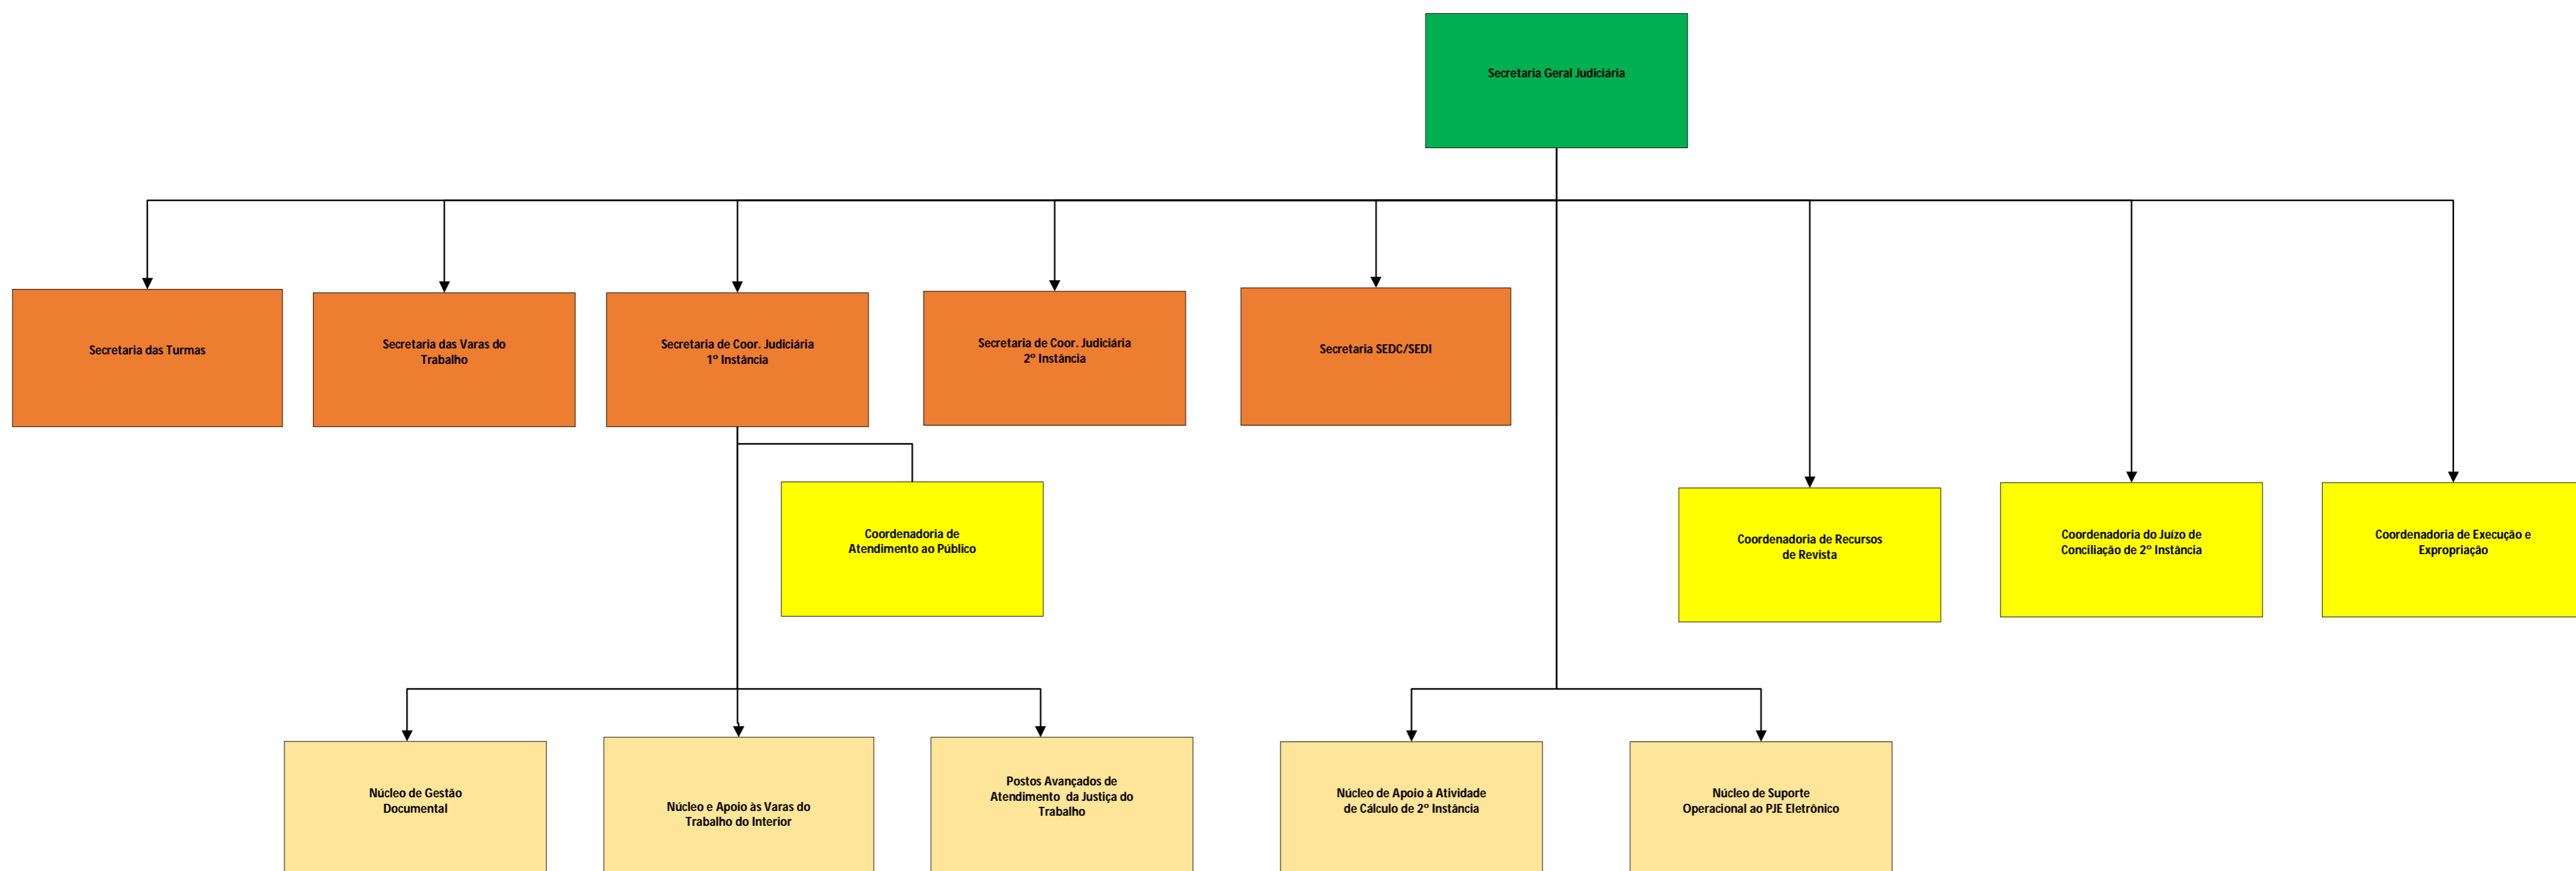 Secretaria Geral Judiciária
Secretaria das Turmas
Secretaria das Varas do
Trabalho
Secretaria de Coor. Judiciária
1º Instância
Secretaria de Coor. Judiciária
2º Instância
Secretaria SEDC/SEDI
Coordenadoria de
Atendimento ao Público
Coordenadoria de Recursos
de Revista
Coordenadoria do Juízo de
Conciliação de 2º Instância
Coordenadoria de Execução e
Expropriação
Núcleo de Gestão
Documental
Núcleo e Apoio às Varas do
Trabalho do Interior
Postos Avançados de
Atendimento da Justiça do
Trabalho
Núcleo de Apoio à Atividade
de Cálculo de 2º Instância
Núcleo de Suporte
Operacional ao PJE Eletrônico